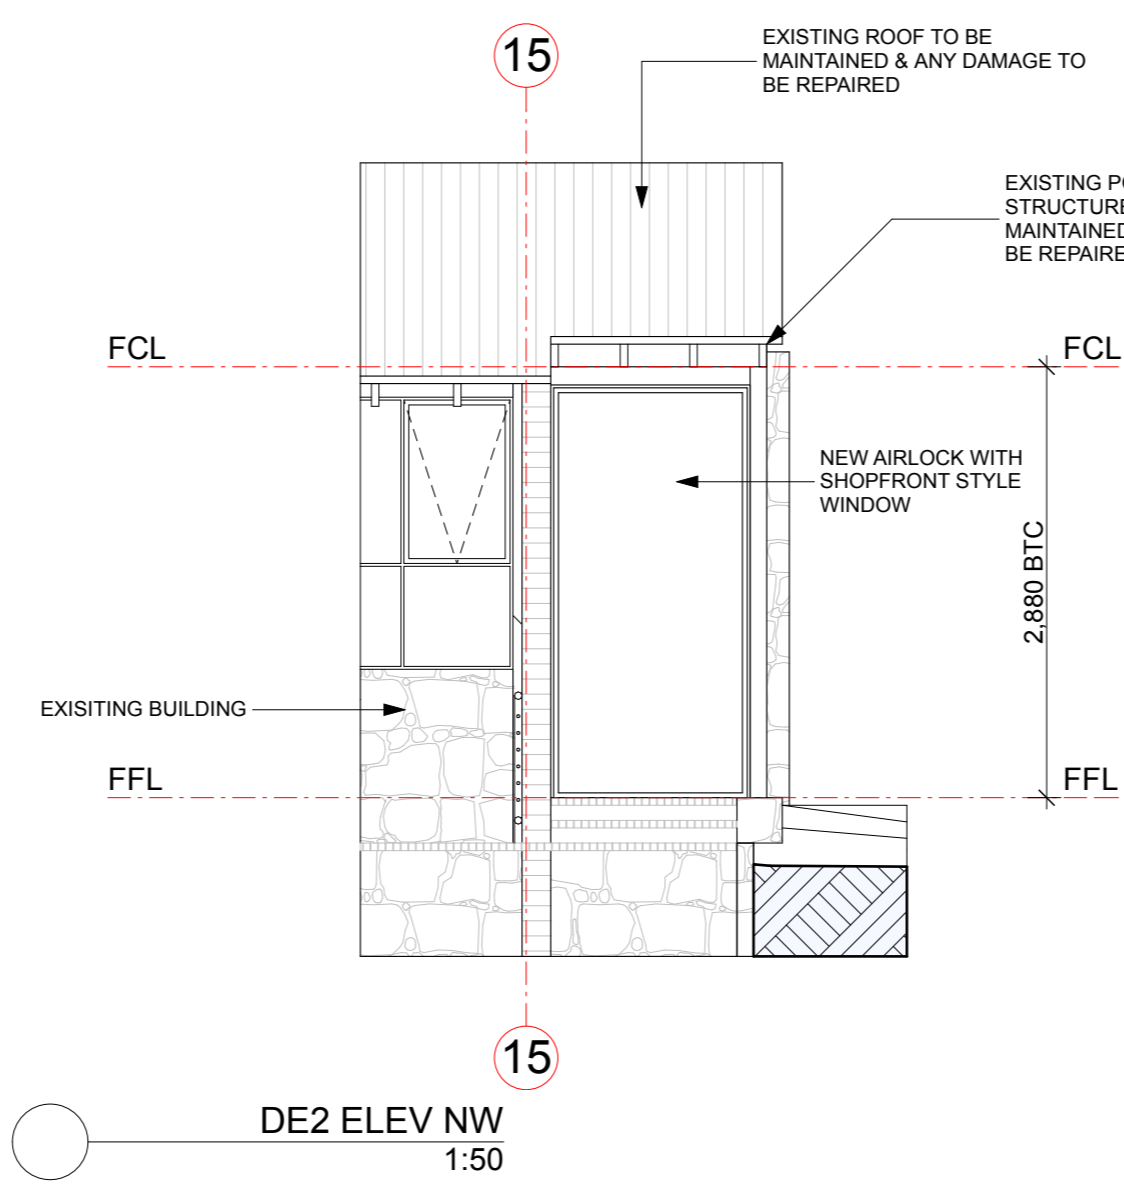 15
EXISTING ROOF TO BE
MAINTAINED & ANY DAMAGE TO
BE REPAIRED
EXISTING
STRUCTURE
MAINTAINED
BE
FCL
FCL
NEW AIRLOCK WITH
SHOPFRONT STYLE
WINDOW
2,880 BTC
EXISITING BUILDING
FFL
FFL
15
DE2 ELEV NW
1:50